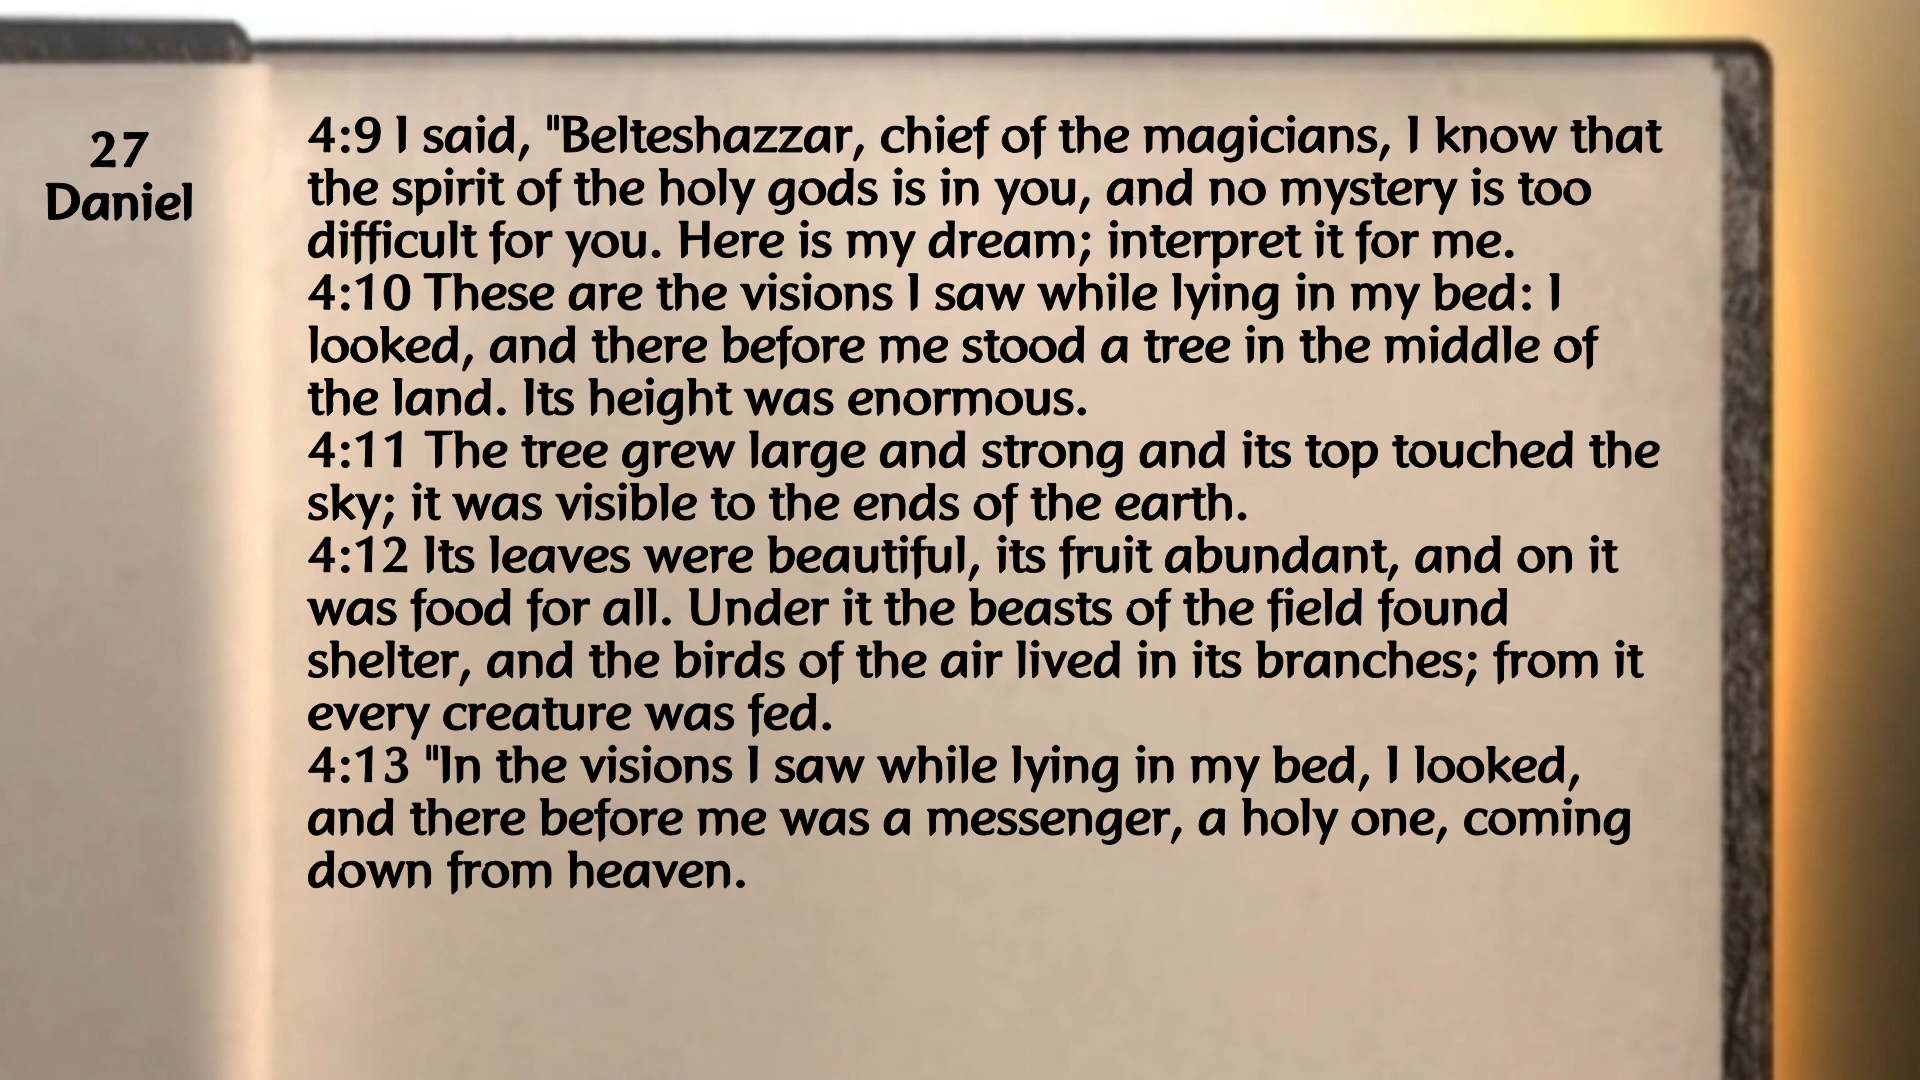 27
Daniel
4:9 I said, "Belteshazzar, chief of the magicians, I know that
the spirit of the holy gods is in you, and no mystery is too
difficult for you. Here is my dream; interpret it for me.
4:10 These are the visions I saw while lying in my bed: I
looked, and there before me stood a tree in the middle of
the land. Its height was enormous.
4:11 The tree grew large and strong and its top touched the
sky; it was visible to the ends of the earth.
4:12 Its leaves were beautiful, its fruit abundant, and on it
was food for all. Under it the beasts of the field found
shelter, and the birds of the air lived in its branches; from it
every creature was fed.
4:13 "In the visions I saw while lying in my bed, I looked,
and there before me was a messenger, a holy one, coming
down from heaven.